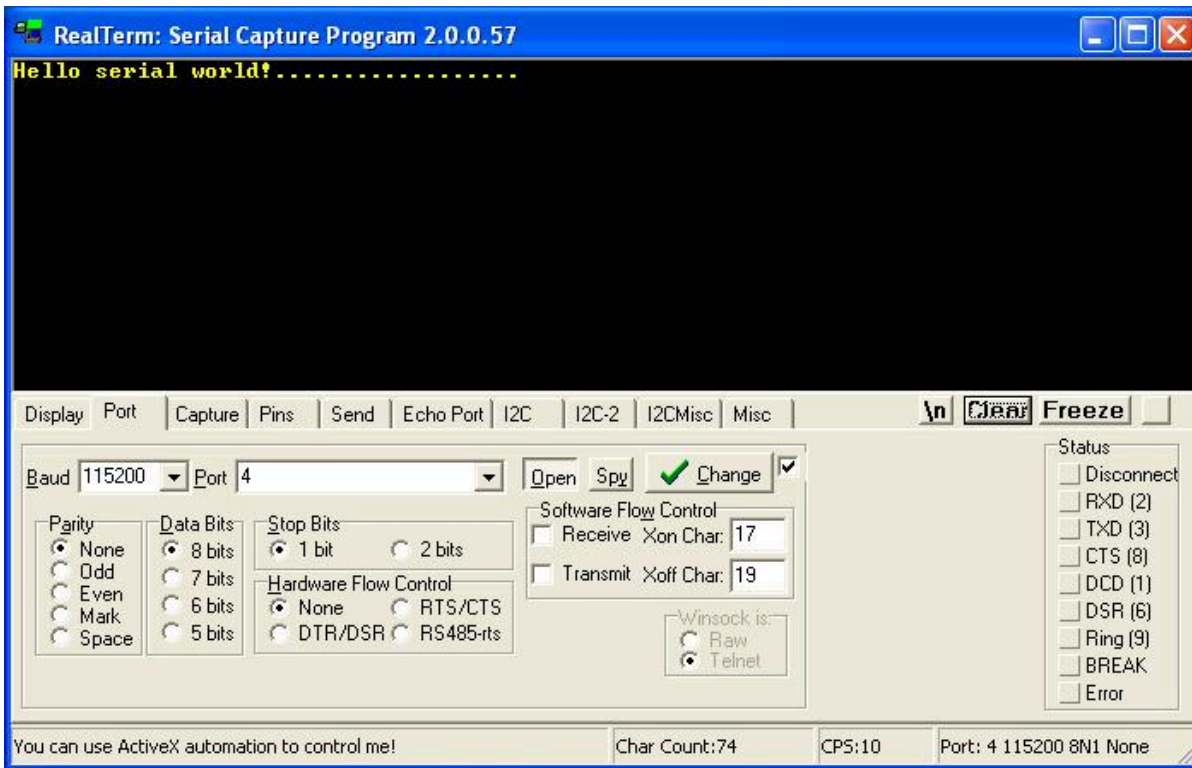 RealTerm: Serial Capture Program 2.0.0.57
Hello serial world!..................
Display Port Capture Pins Send Echo Port I2C I2C-2 I2CMisc Misc \n Clear Freeze
Baud 115200 Port 4 Open Spy Change
Parity
None
Odd
Even
Mark
Space
Data Bits
8 bits
7 bits
6 bits
5 bits
Stop Bits
1 bit 2 bits
Hardware Flow Control
None RTS/CTS
DTR/DSR RS485-rts
Software Flow Control
Receive Xon Char: 17
Transmit Xoff Char: 19
Winsock is:
Raw
Telnet
Status
Disconnect
RXD (2)
TXD (3)
CTS (8)
DCD (1)
DSR (6)
Ring (9)
BREAK
Error
You can use ActiveX automation to control me! Char Count:74 CPS:10 Port: 4 115200 8N1 None